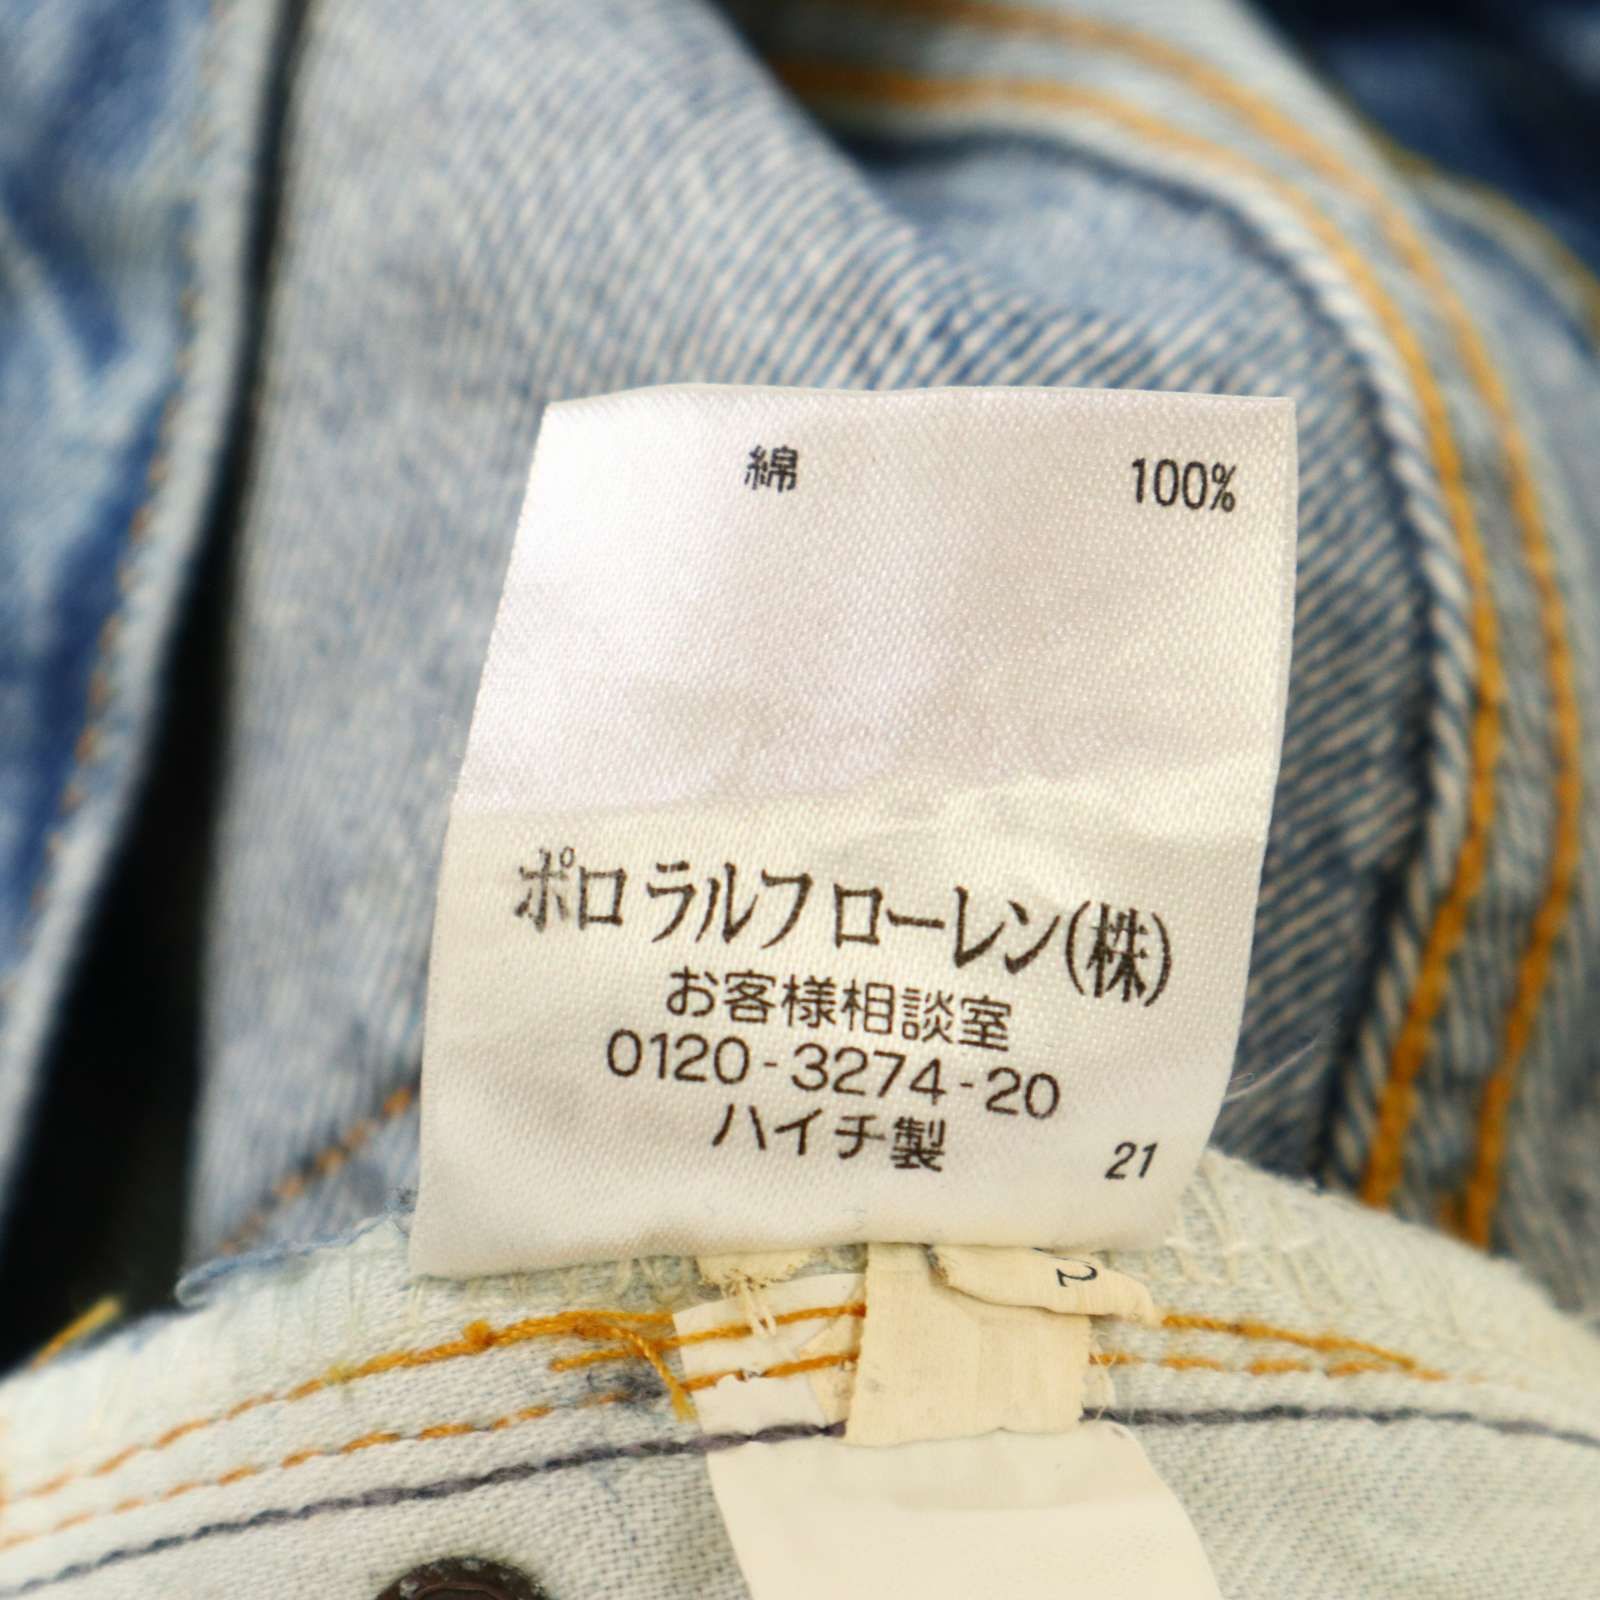 綿 100%
ポロ ラルフ ローレン(株)
お客様相談室
0120-3274-20
ハイチ製
21